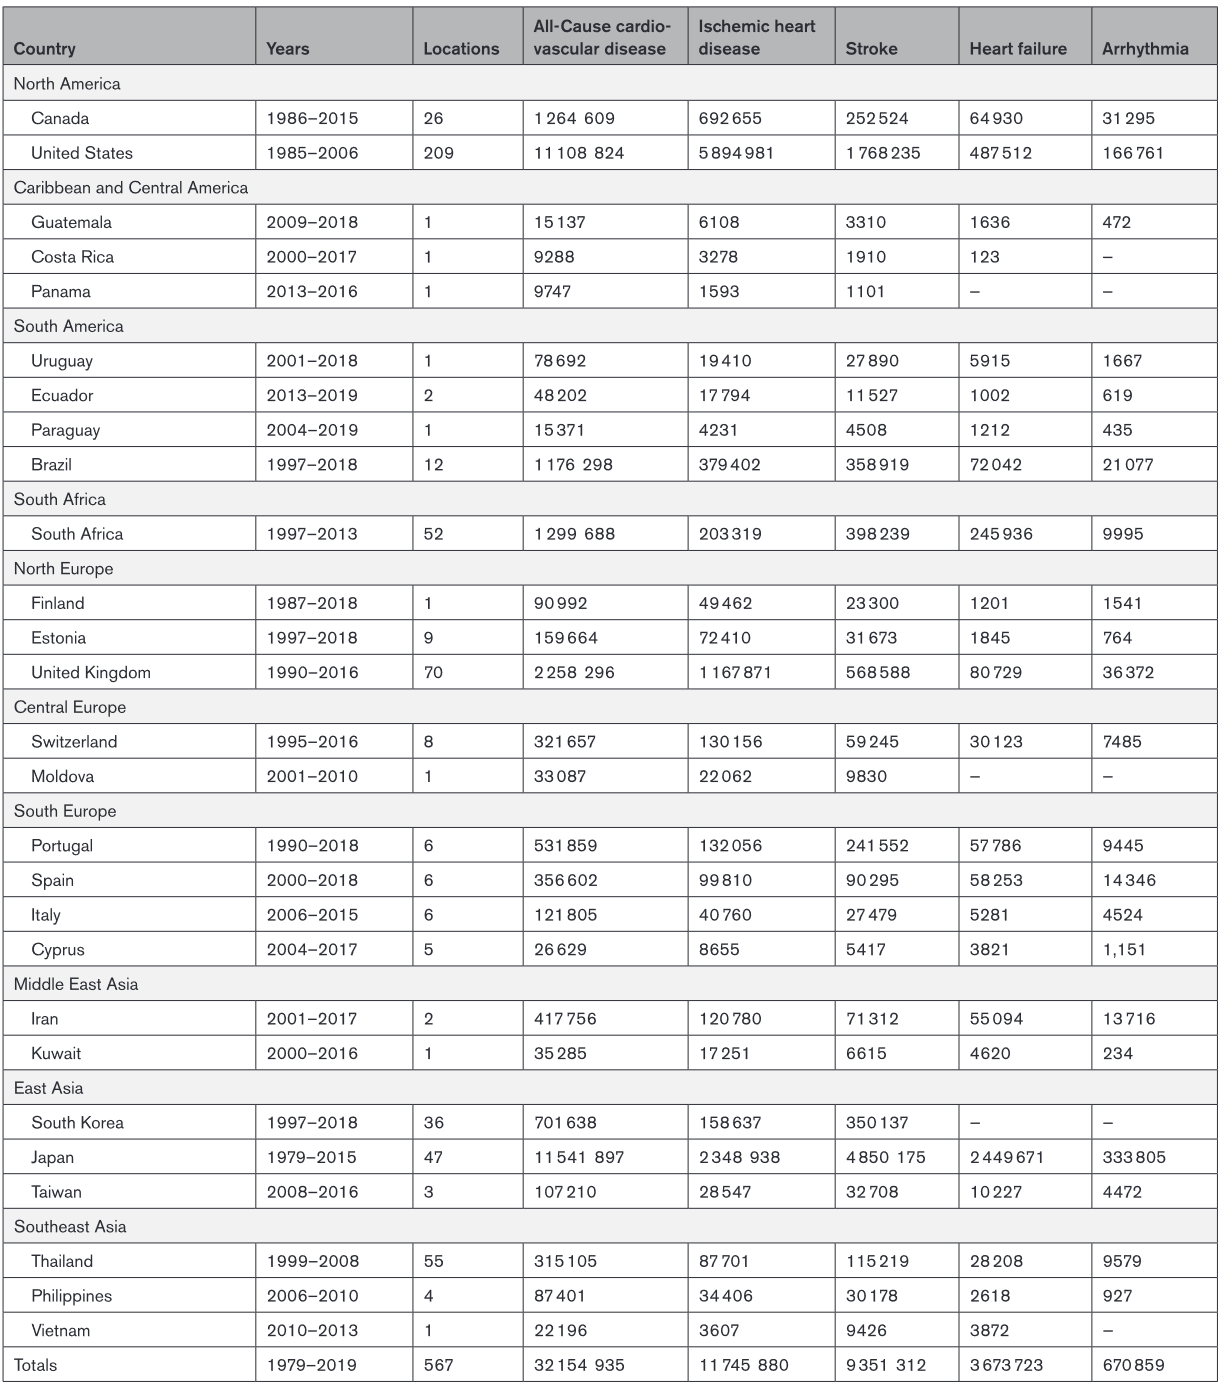 Country Years Locations All-Cause cardio-vascular disease Ischemic heart disease Stroke Heart failure Arrhythmia
North America
Canada 1986–2015 26 1 264 609 692 655 252 524 64 930 31 295
United States 1985–2006 209 11 108 824 5 894 981 1 768 235 487 512 166 761
Caribbean and Central America
Guatemala 2009–2018 1 15 137 6108 3310 1636 472
Costa Rica 2000–2017 1 9288 3278 1910 123 –
Panama 2013–2016 1 9747 1593 1101 – –
South America
Uruguay 2001–2018 1 78 692 19 410 27 890 5915 1667
Ecuador 2013–2019 2 48 202 17 794 11 527 1002 619
Paraguay 2004–2019 1 15 371 4231 4508 1212 435
Brazil 1997–2018 12 1 176 298 379 402 358 919 72 042 21 077
South Africa
South Africa 1997–2013 52 1 299 688 203 319 398 239 245 936 9995
North Europe
Finland 1987–2018 1 90 992 49 462 23 300 1201 1541
Estonia 1997–2018 9 159 664 72 410 31 673 1845 764
United Kingdom 1990–2016 70 2 258 296 1 167 871 568 588 80 729 36 372
Central Europe
Switzerland 1995–2016 8 321 657 130 156 59 245 30 123 7485
Moldova 2001–2010 1 33 087 22 062 9830 – –
South Europe
Portugal 1990–2018 6 531 859 132 056 241 552 57 786 9445
Spain 2000–2018 6 356 602 99 810 90 295 58 253 14 346
Italy 2006–2015 6 121 805 40 760 27 479 5281 4524
Cyprus 2004–2017 5 26 629 8655 5417 3821 1,151
Middle East Asia
Iran 2001–2017 2 417 756 120 780 71 312 55 094 13 716
Kuwait 2000–2016 1 35 285 17 251 6615 4620 234
East Asia
South Korea 1997–2018 36 701 638 158 637 350 137 – –
Japan 1979–2015 47 11 541 897 2 348 938 4 850 175 2 449 671 333 805
Taiwan 2008–2016 3 107 210 28 547 32 708 10 227 4472
Southeast Asia
Thailand 1999–2008 55 315 105 87 701 115 219 28 208 9579
Philippines 2006–2010 4 87 401 34 406 30 178 2618 927
Vietnam 2010–2013 1 22 196 3607 9426 3872 –
Totals 1979–2019 567 32 154 935 11 745 880 9 351 312 3 673 723 670 859